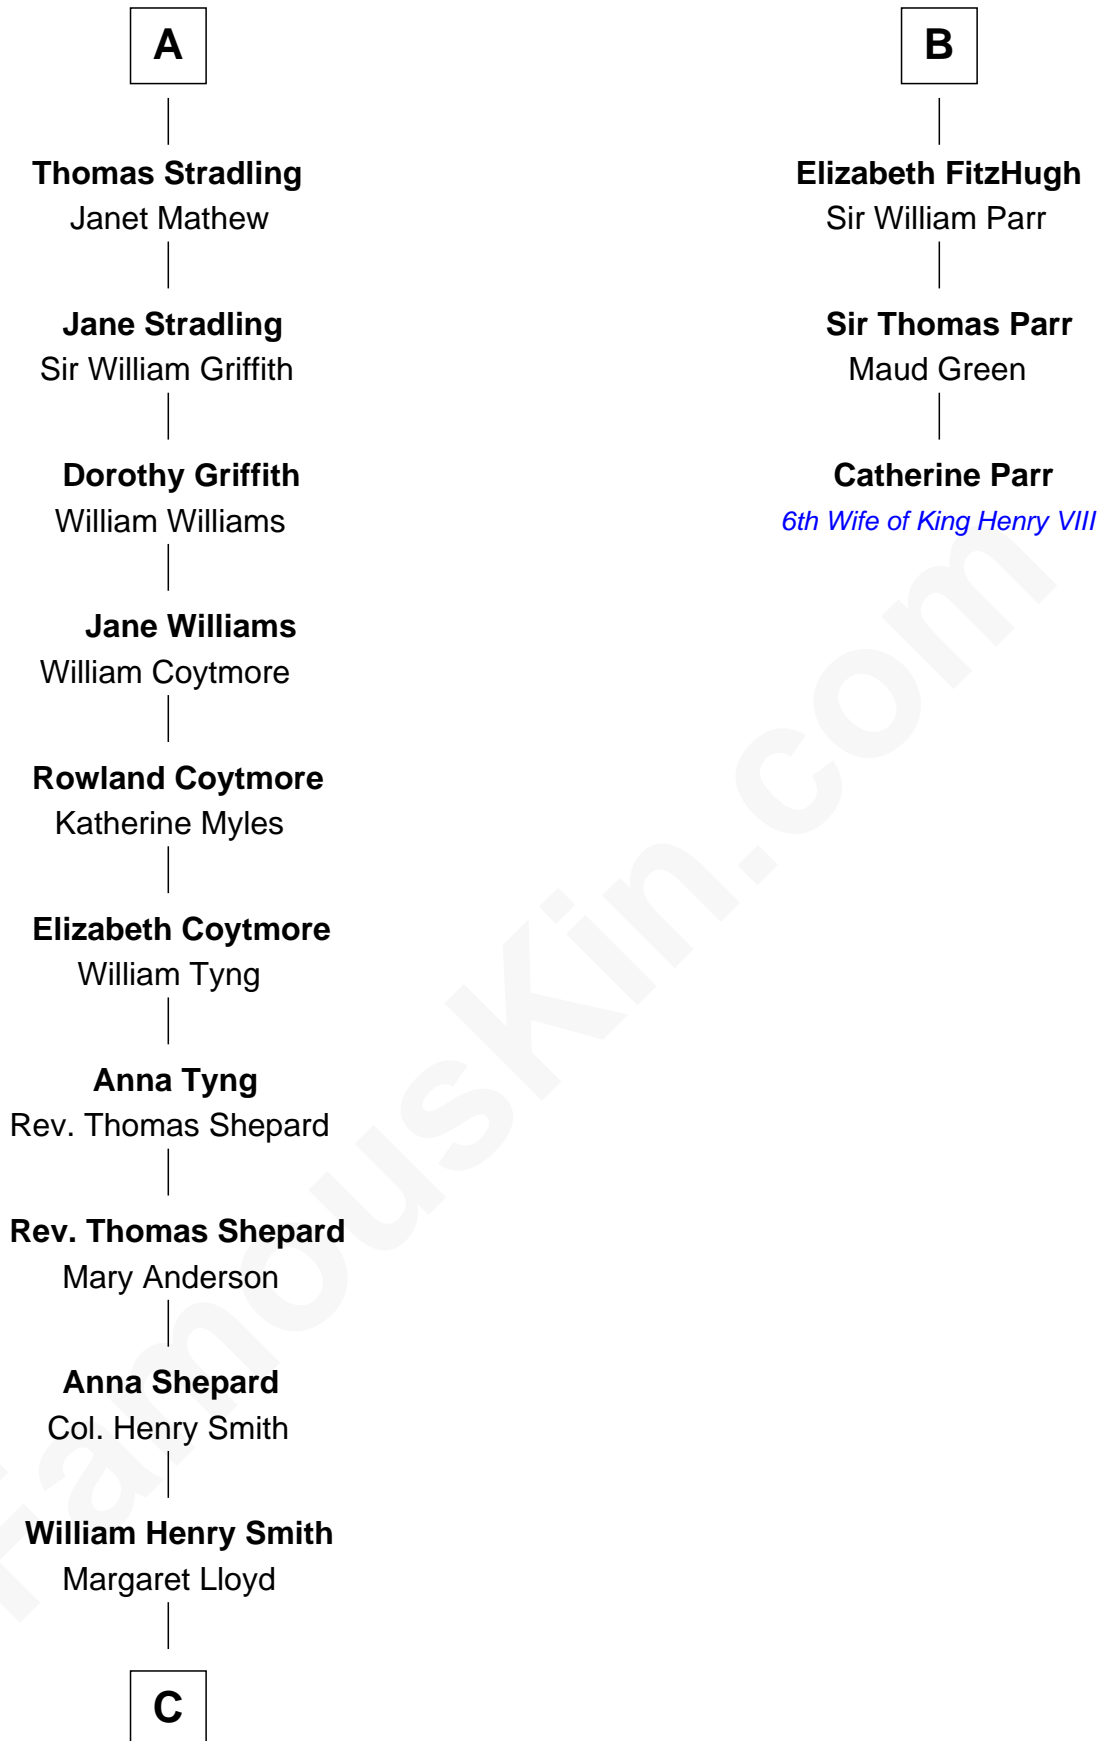 A
Thomas Stradling
Janet Mathew
Jane Stradling
Sir William Griffith
Dorothy Griffith
William Williams
Jane Williams
William Coytmore
Rowland Coytmore
Katherine Myles
Elizabeth Coytmore
William Tyng
Anna Tyng
Rev. Thomas Shepard
Rev. Thomas Shepard
Mary Anderson
Anna Shepard
Col. Henry Smith
William Henry Smith
Margaret Lloyd
C
B
Elizabeth FitzHugh
Sir William Parr
Sir Thomas Parr
Maud Green
Catherine Parr
6th Wife of King Henry VIII
FamousKin.com